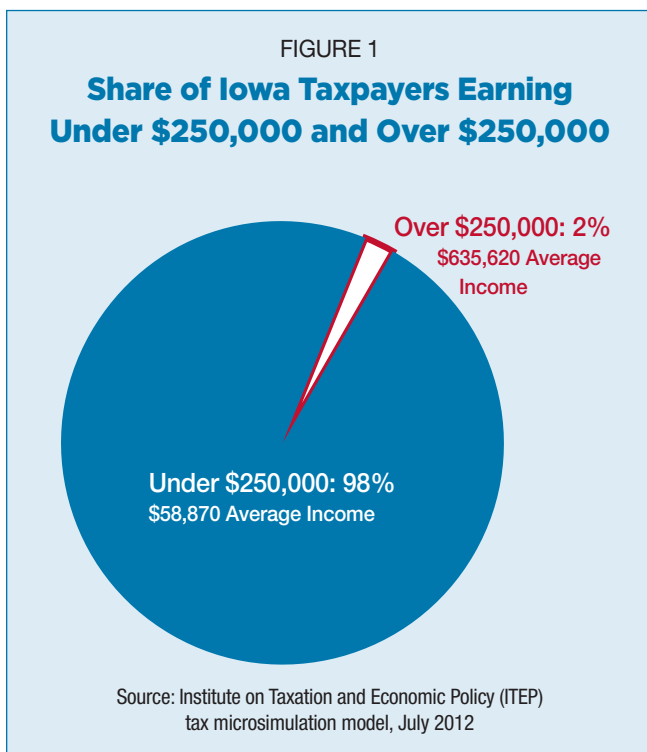 FIGURE 1
Share of Iowa Taxpayers Earning
Under $250,000 and Over $250,000
Over $250,000: 2%
$635,620 Average
Income
Under $250,000: 98%
$58,870 Average Income
Source: Institute on Taxation and Economic Policy (ITEP)
tax microsimulation model, July 2012